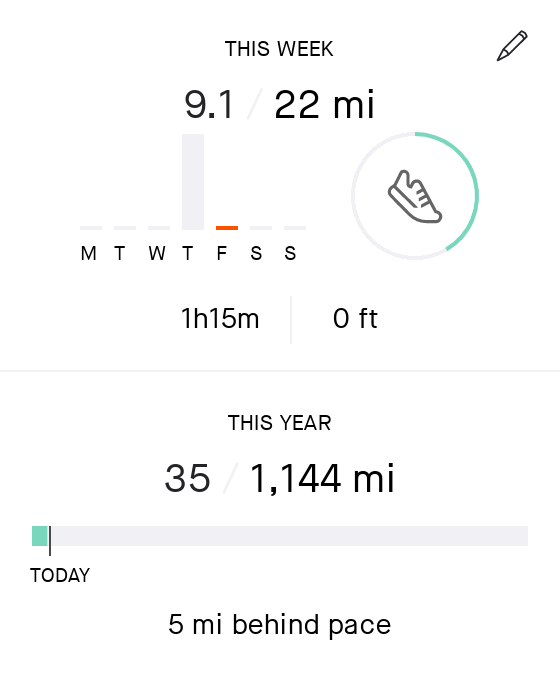 THIS WEEK
9.1 / 22 mi
M T W T F S S
1h15m 0 ft
THIS YEAR
35 / 1,144 mi
TODAY
5 mi behind pace